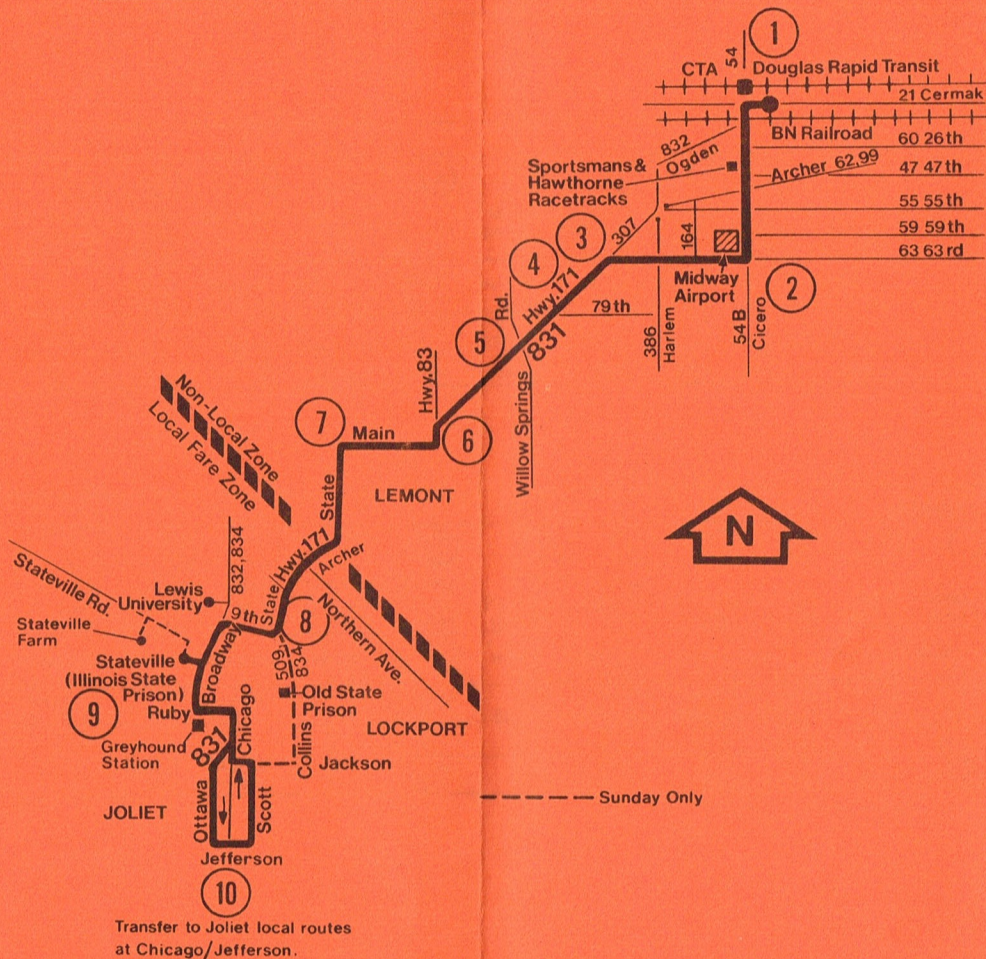 1
54
CTA
Douglas Rapid Transit
21 Cermak
BN Railroad
60 26th
832
Ogden
Sportsmans &
Hawthorne
Racetracks
Archer 62,99
47 47th
55 55th
59 59th
63 63rd
307
164
3
4
Hwy.171
Midway
Airport
2
Rd.
79th
831
386
Harlem
54B
Cicero
5
Hwy.83
Willow Springs
6
7
Main
Non-Local Zone
Local Fare Zone
State
LEMONT
N
Hwy.171
Archer
832,834
Stateville Rd.
Lewis
University
9th
State/
8
Northern Ave.
Stateville
Farm
Stateville
(Illinois State
Prison)
Broadway
509,
834
Old State
Prison
Ruby
9
Chicago
Collins
LOCKPORT
Greyhound
Station
831
Jackson
JOLIET
Ottawa
Scott
Sunday Only
Jefferson
10
Transfer to Joliet local routes
at Chicago/Jefferson.